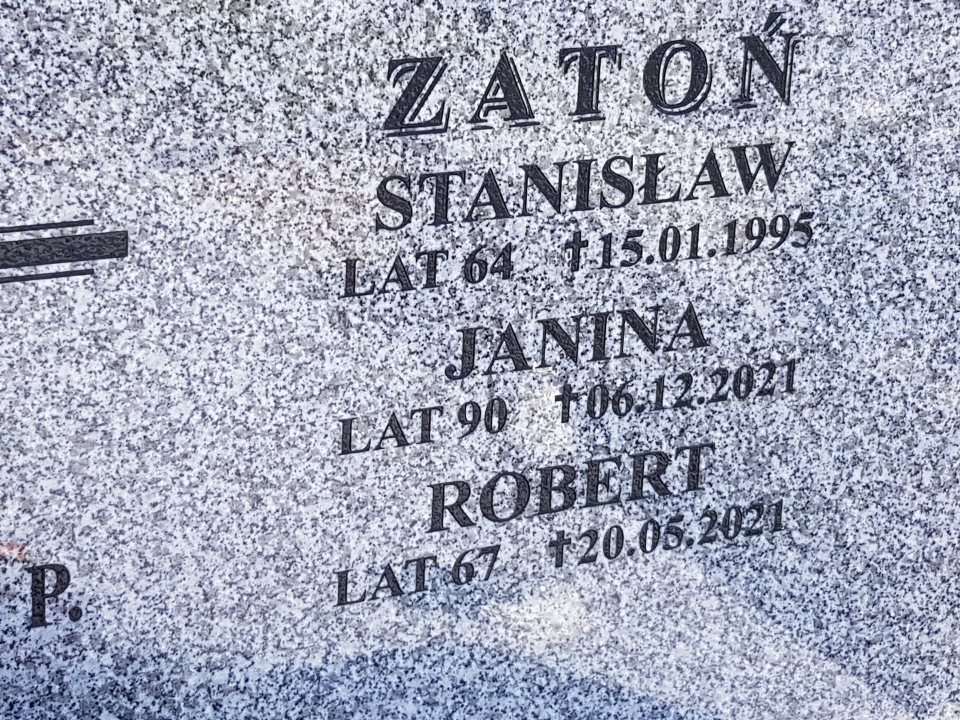 ZATOŃ
STANISŁAW
LAT 64 ✝15.01.1995
JANINA
LAT 90 ✝06.12.2021
ROBERT
LAT 67 ✝20.05.2021
P.